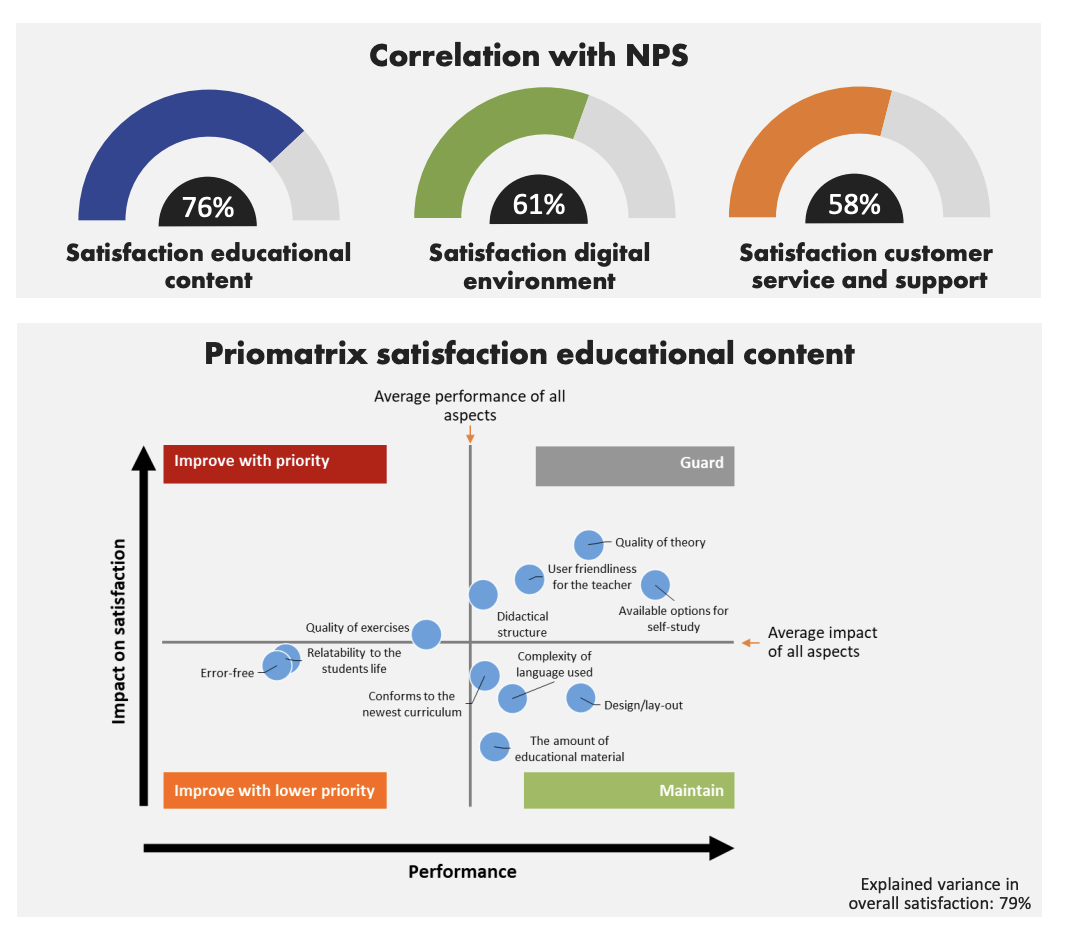 Correlation with NPS
76%
61%
58%
Satisfaction educational
content
Satisfaction digital
environment
Satisfaction customer
service and support
Priomatrix satisfaction educational content
Average performance of all
aspects
Improve with priority
Guard
Quality of theory
User friendliness
for the teacher
Available options for
self-study
Didactical
structure
Quality of exercises
Average impact
of all aspects
Relatability to the
students life
Error-free
Complexity of
language used
Conforms to the
newest curriculum
Design/lay-out
The amount of
educational material
Impact on satisfaction
Improve with lower priority
Maintain
Performance
Explained variance in
overall satisfaction: 79%